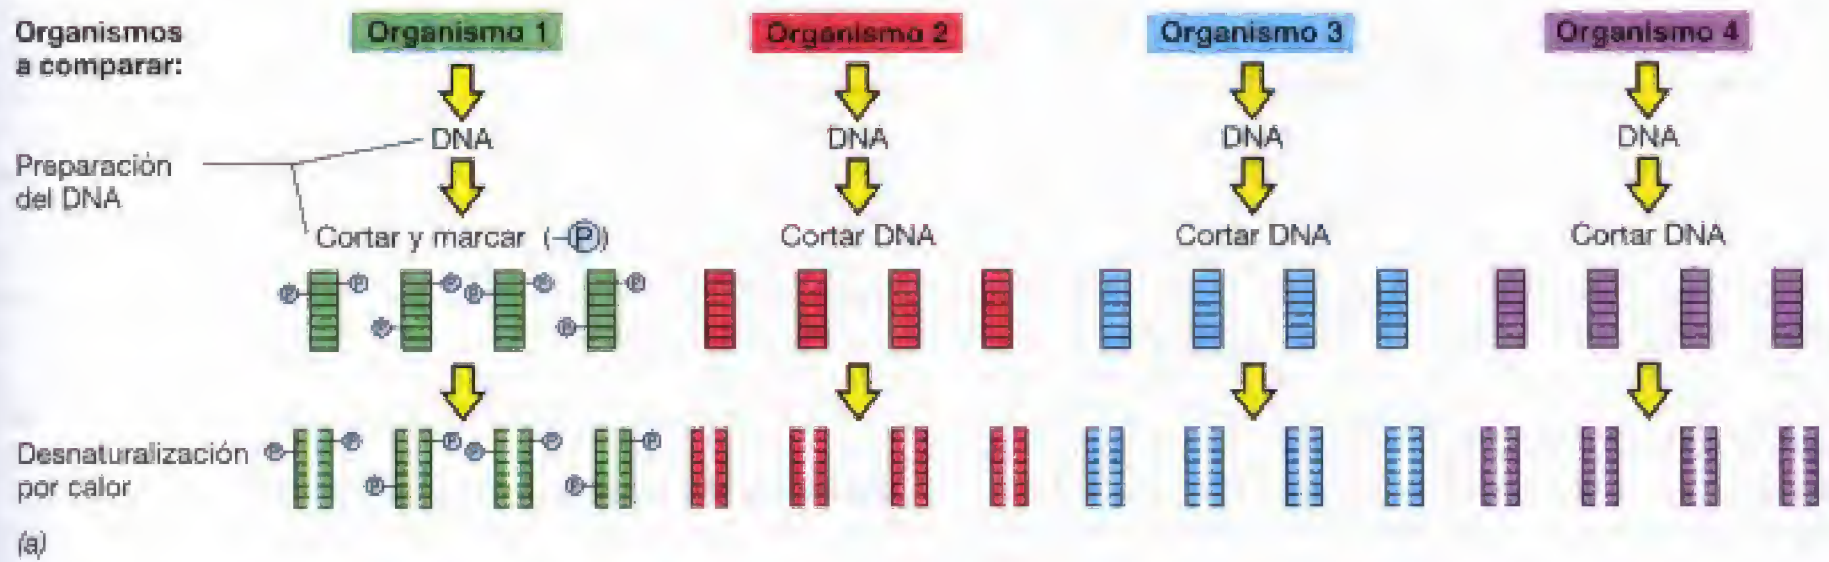 Organismos
a comparar:
Organismo 1
Organismo 2
Organismo 3
Organismo 4
DNA
DNA
DNA
DNA
Preparación
del DNA
Cortar y marcar (-P)
Cortar DNA
Cortar DNA
Cortar DNA
P P P P P P P P
Desnaturalización
por calor
P P P P P P P P
(a)